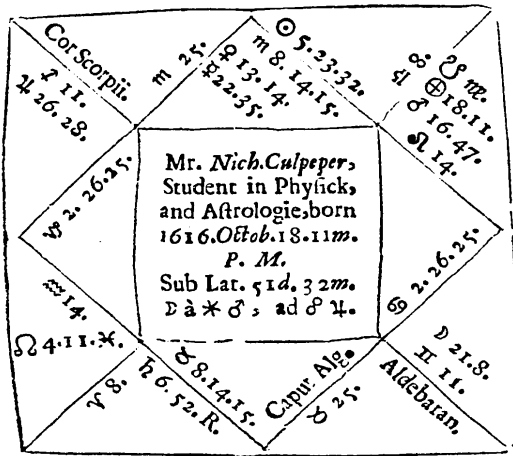 Cor Scorpii.
♐ 11.
♃ 26. 28.
♏ 25.
☿ 22. 35.
♀ 13. 14.
♏ 8. 14. 15.
☉ 5. 23. 32.
♌ 8.
☋ ♍.
⊕ 18. 11.
♂ 16. 47.
♌ 14.
♑ 2. 26. 25.
Mr. Nich. Culpeper,
Student in Phyſick,
and Aſtrologie, born
1616. Octob. 18. 11m.
P. M.
Sub Lat. 51d. 32m.
☽ à ⚹ ♂, ad ☍ ♃.
♋ 2. 26. 25.
♒ 14.
☊ 4. 11. ♓.
♈ 8.
♄ 6. 52. R.
♉ 8. 14. 15.
Caput Algo.
♉ 25.
☽ 21. 8.
♊ 11.
Aldebaran.